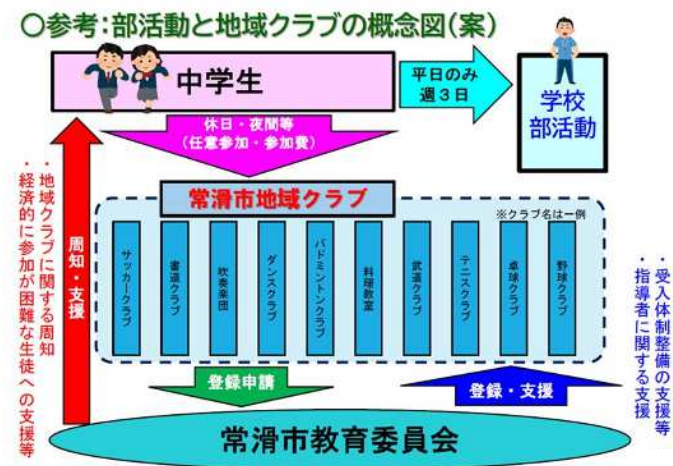 ○参考:部活動と地域クラブの概念図(案)
中学生
平日のみ
週3日
学校
部活動
休日・夜間等
(任意参加・参加費)
常滑市地域クラブ
※クラブ名は一例
サッカークラブ
書道クラブ
吹奏楽団
ダンスクラブ
バドミントンクラブ
料理教室
武道クラブ
テニスクラブ
卓球クラブ
野球クラブ
周知・支援
・地域クラブに関する周知
・経済的に参加が困難な生徒への支援等
・受入体制整備の支援等
・指導者に関する支援
登録申請
登録・支援
常滑市教育委員会